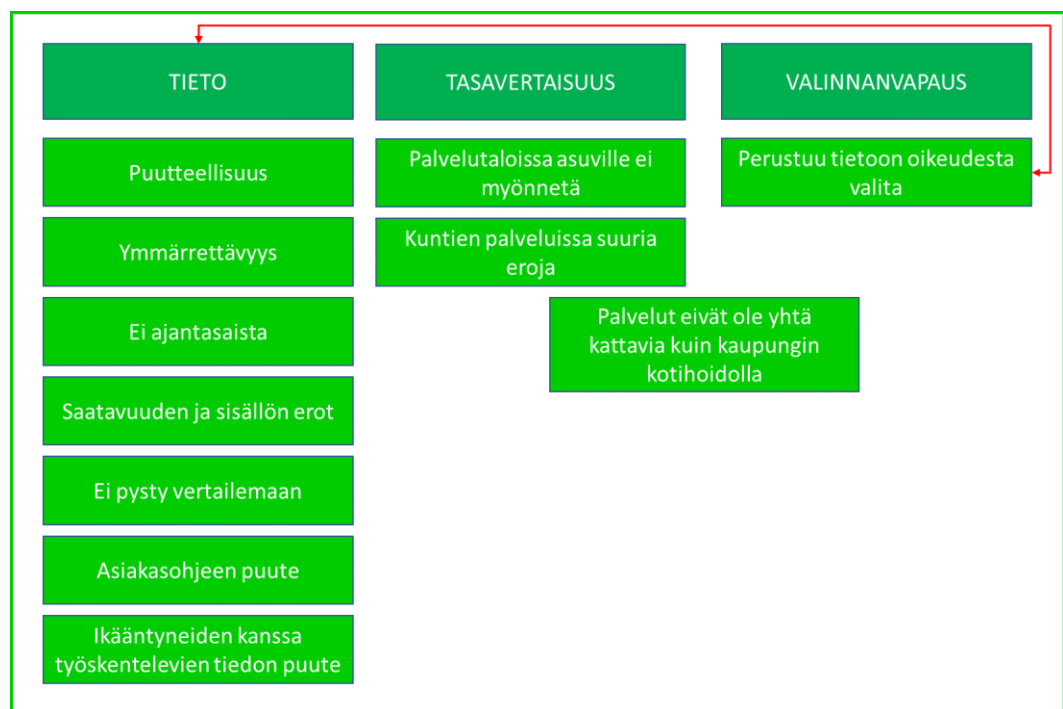 TIETO
Puutteellisuus
Ymmärrettävyys
Ei ajantasaista
Saatavuuden ja sisällön erot
Ei pysty vertailemaan
Asiakasohjeen puute
Ikääntyneiden kanssa
työskentelevien tiedon puute
TASAVERTAISUUS
Palvelutaloissa asuville ei
myönnetä
Kuntien palveluissa suuria
eroja
Palvelut eivät ole yhtä
kattavia kuin kaupungin
kotihoidolla
VALINNANVAPAUS
Perustuu tietoon oikeudesta
valita